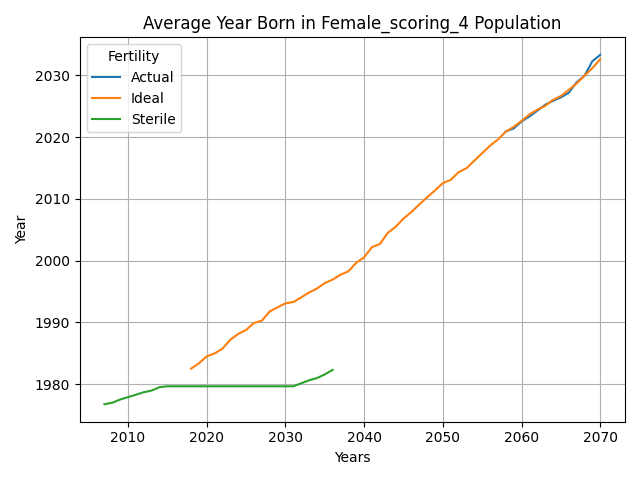 Average Year Born in Female_scoring_4 Population
Fertility
Actual
Ideal
Sterile
Year
2030
2020
2010
2000
1990
1980
2010 2020 2030 2040 2050 2060 2070
Years